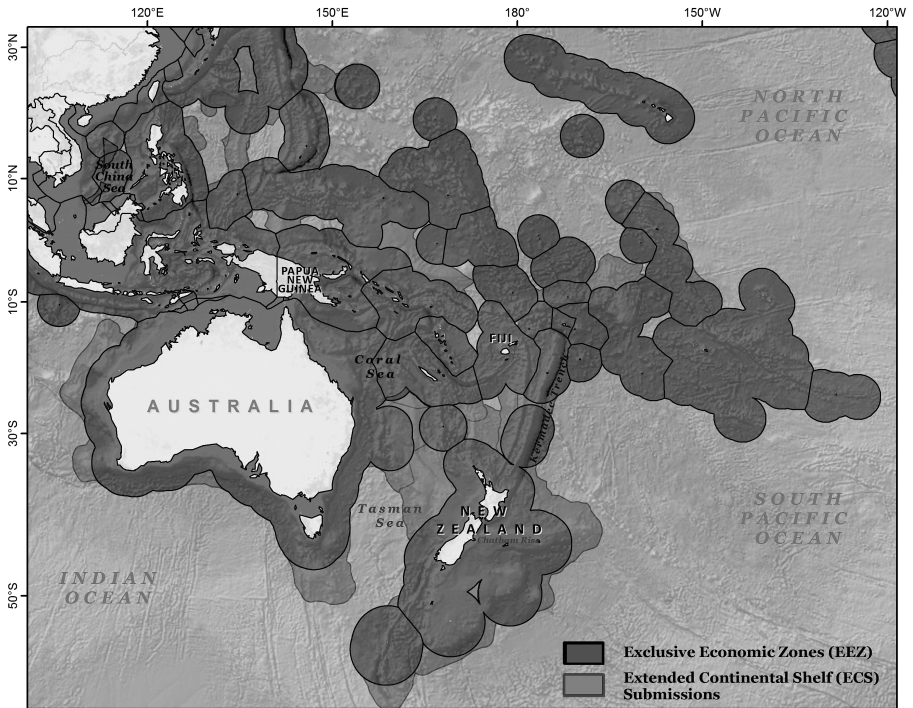 120°E 150°E 180° 150°W 120°W
30°N
NORTH
PACIFIC
OCEAN
South
China
Sea
10°N
PAPUA
NEW
GUINEA
10°S
FIJI
Coral
Sea
Kermadec Trench
AUSTRALIA
30°S
Tasman
Sea
NEW
ZEALAND
Chatham Rise
SOUTH
PACIFIC
OCEAN
INDIAN
OCEAN
50°S
Exclusive Economic Zones (EEZ)
Extended Continental Shelf (ECS)
Submissions